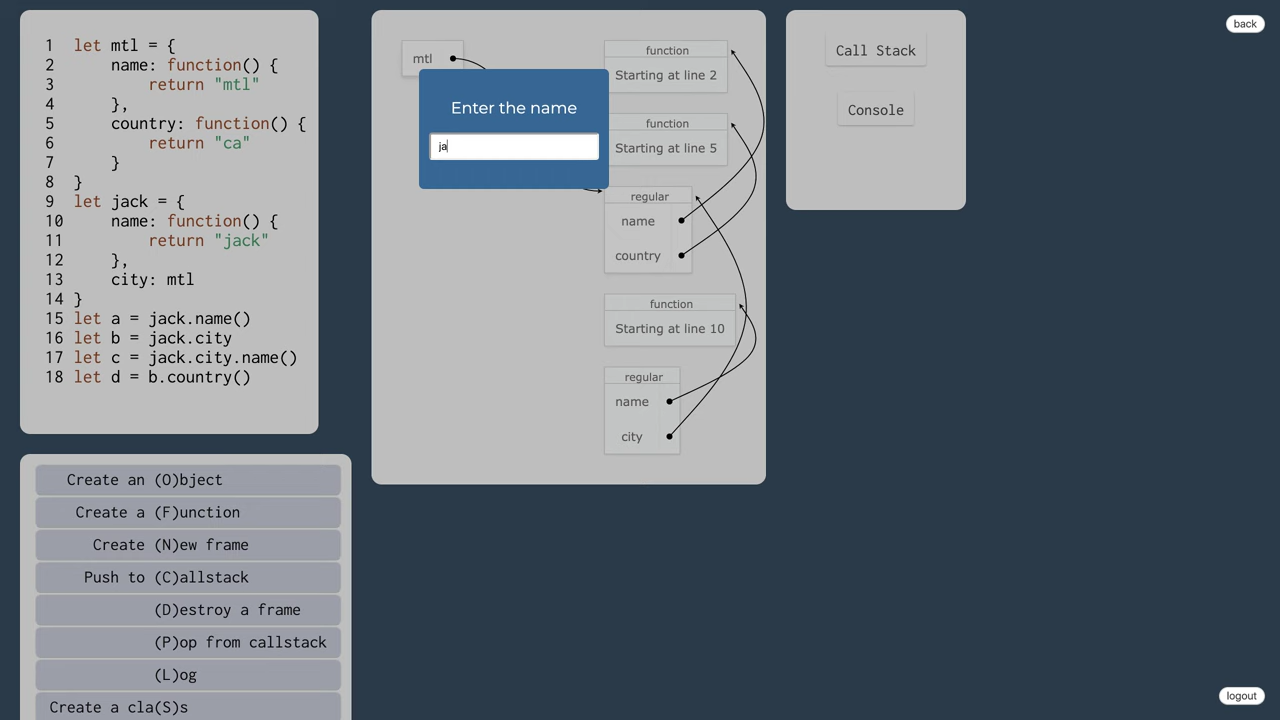 1 let mtl = {
2 name: function() {
3 return "mtl"
4 },
5 country: function() {
6 return "ca"
7 }
8 }
9 let jack = {
10 name: function() {
11 return "jack"
12 },
13 city: mtl
14 }
15 let a = jack.name()
16 let b = jack.city
17 let c = jack.city.name()
18 let d = b.country()
Create an (O)bject
Create a (F)unction
Create (N)ew frame
Push to (C)allstack
(D)estroy a frame
(P)op from callstack
(L)og
Create a cla(S)s
mtl
Enter the name
ja
function
Starting at line 2
function
Starting at line 5
regular
name
country
function
Starting at line 10
regular
name
city
Call Stack
Console
back
logout